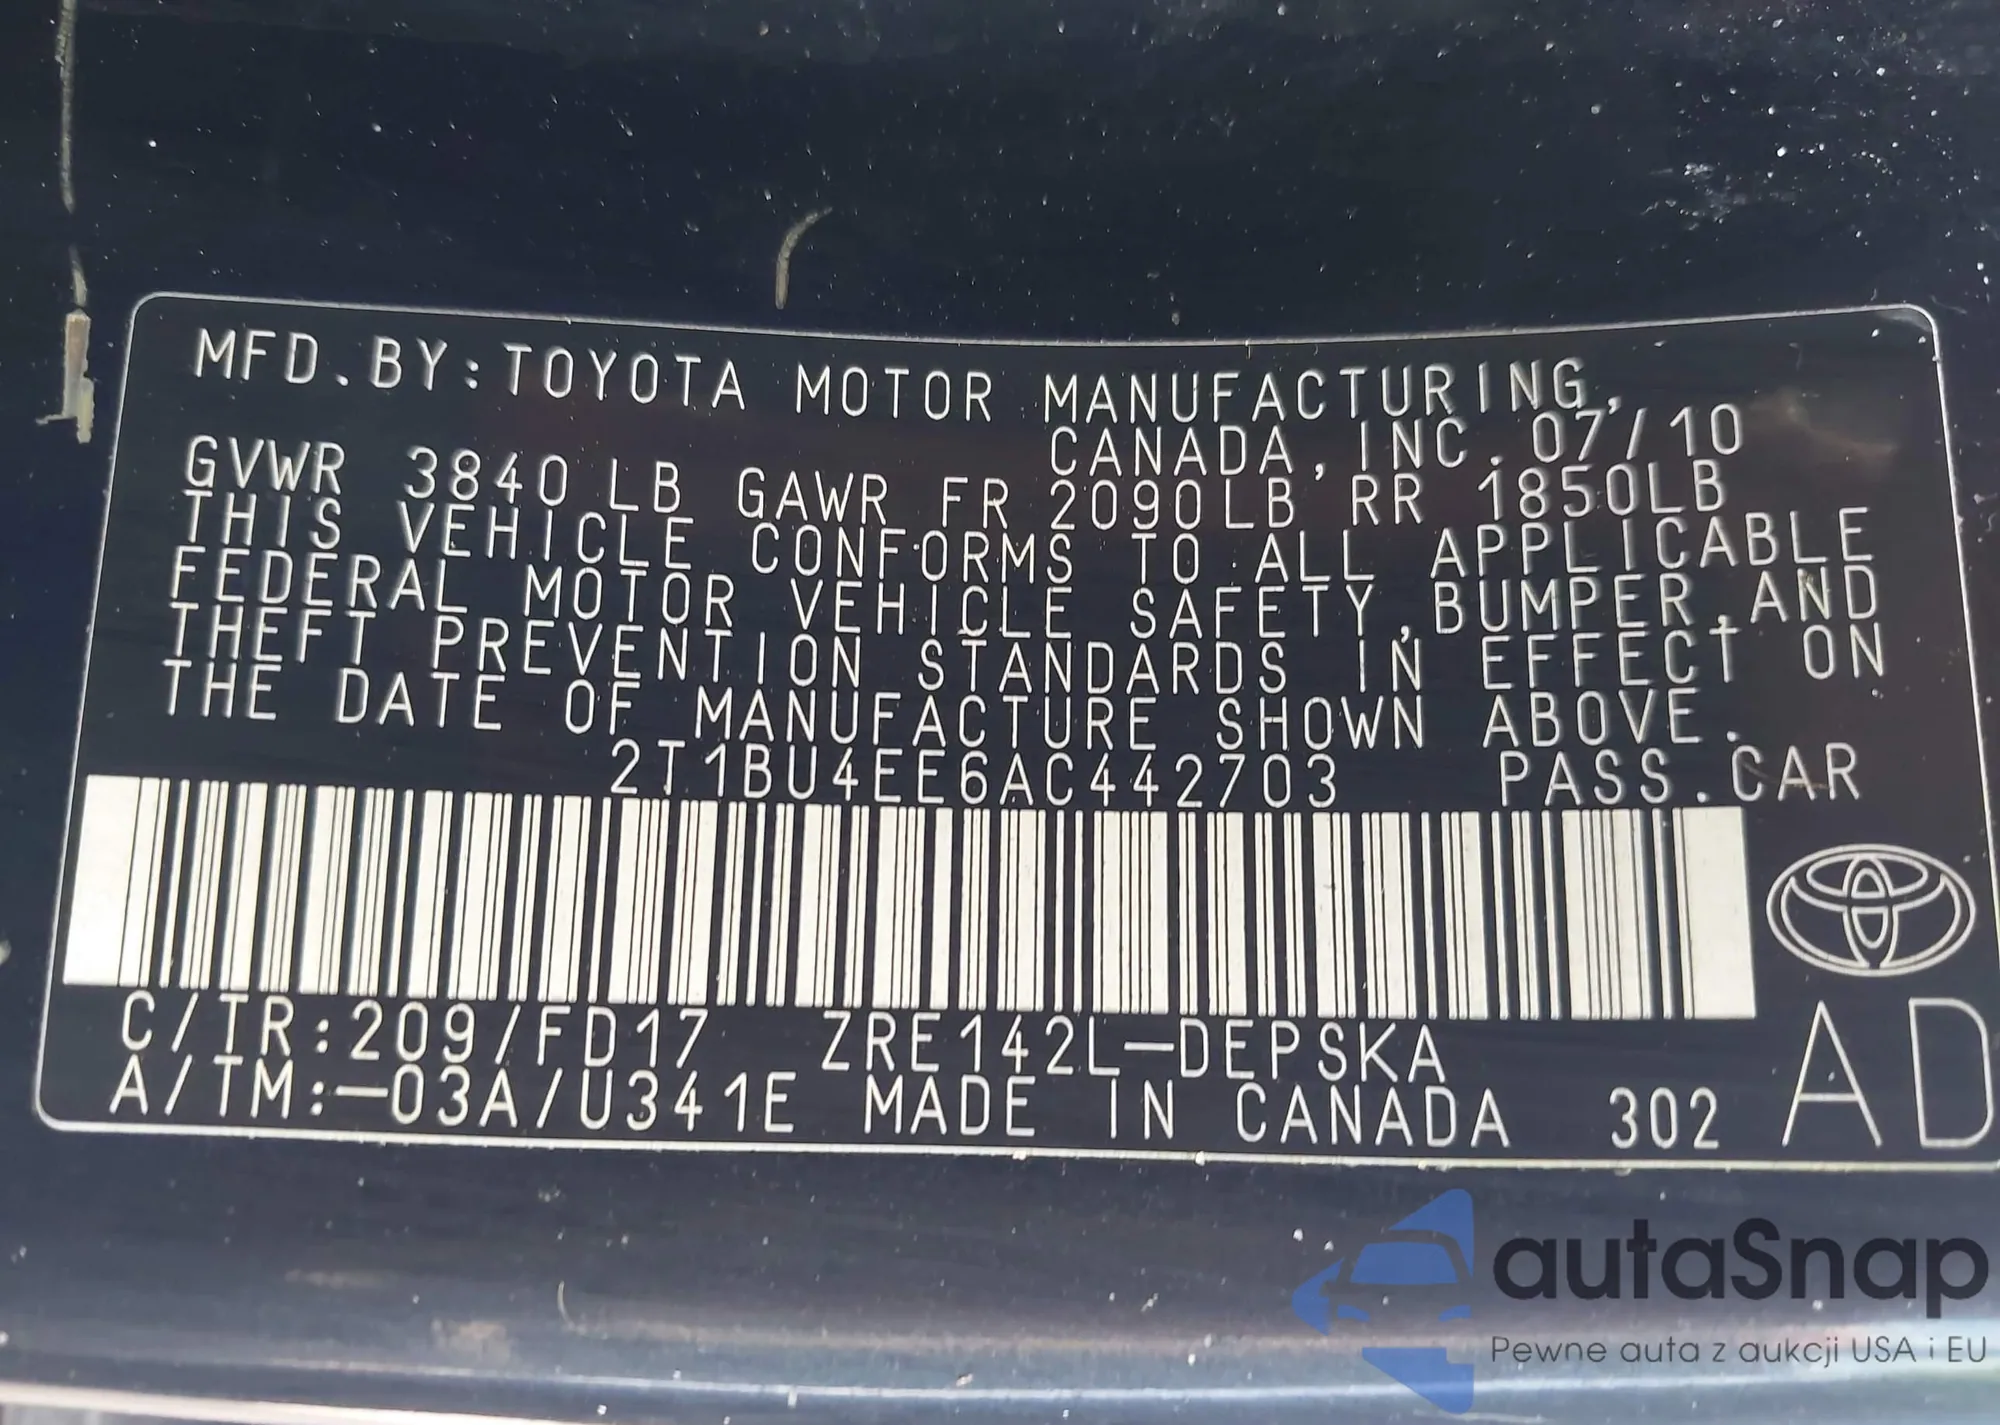 MFD.BY:TOYOTA MOTOR MANUFACTURING,
CANADA, INC. 07/10
GVWR 3840 LB GAWR FR 2090LB RR 1850LB
THIS VEHICLE CONFORMS TO ALL APPLICABLE
FEDERAL MOTOR VEHICLE SAFETY, BUMPER, AND
THEFT PREVENTION STANDARDS IN EFFECT ON
THE DATE OF MANUFACTURE SHOWN ABOVE.
2T1BU4EE6AC442703 PASS.CAR
C/TR:209/FD17 ZRE142L-DEPSKA
A/TM:-03A/U341E MADE IN CANADA 302
AD
autaSnap
Pewne auta z aukcji USA i EU